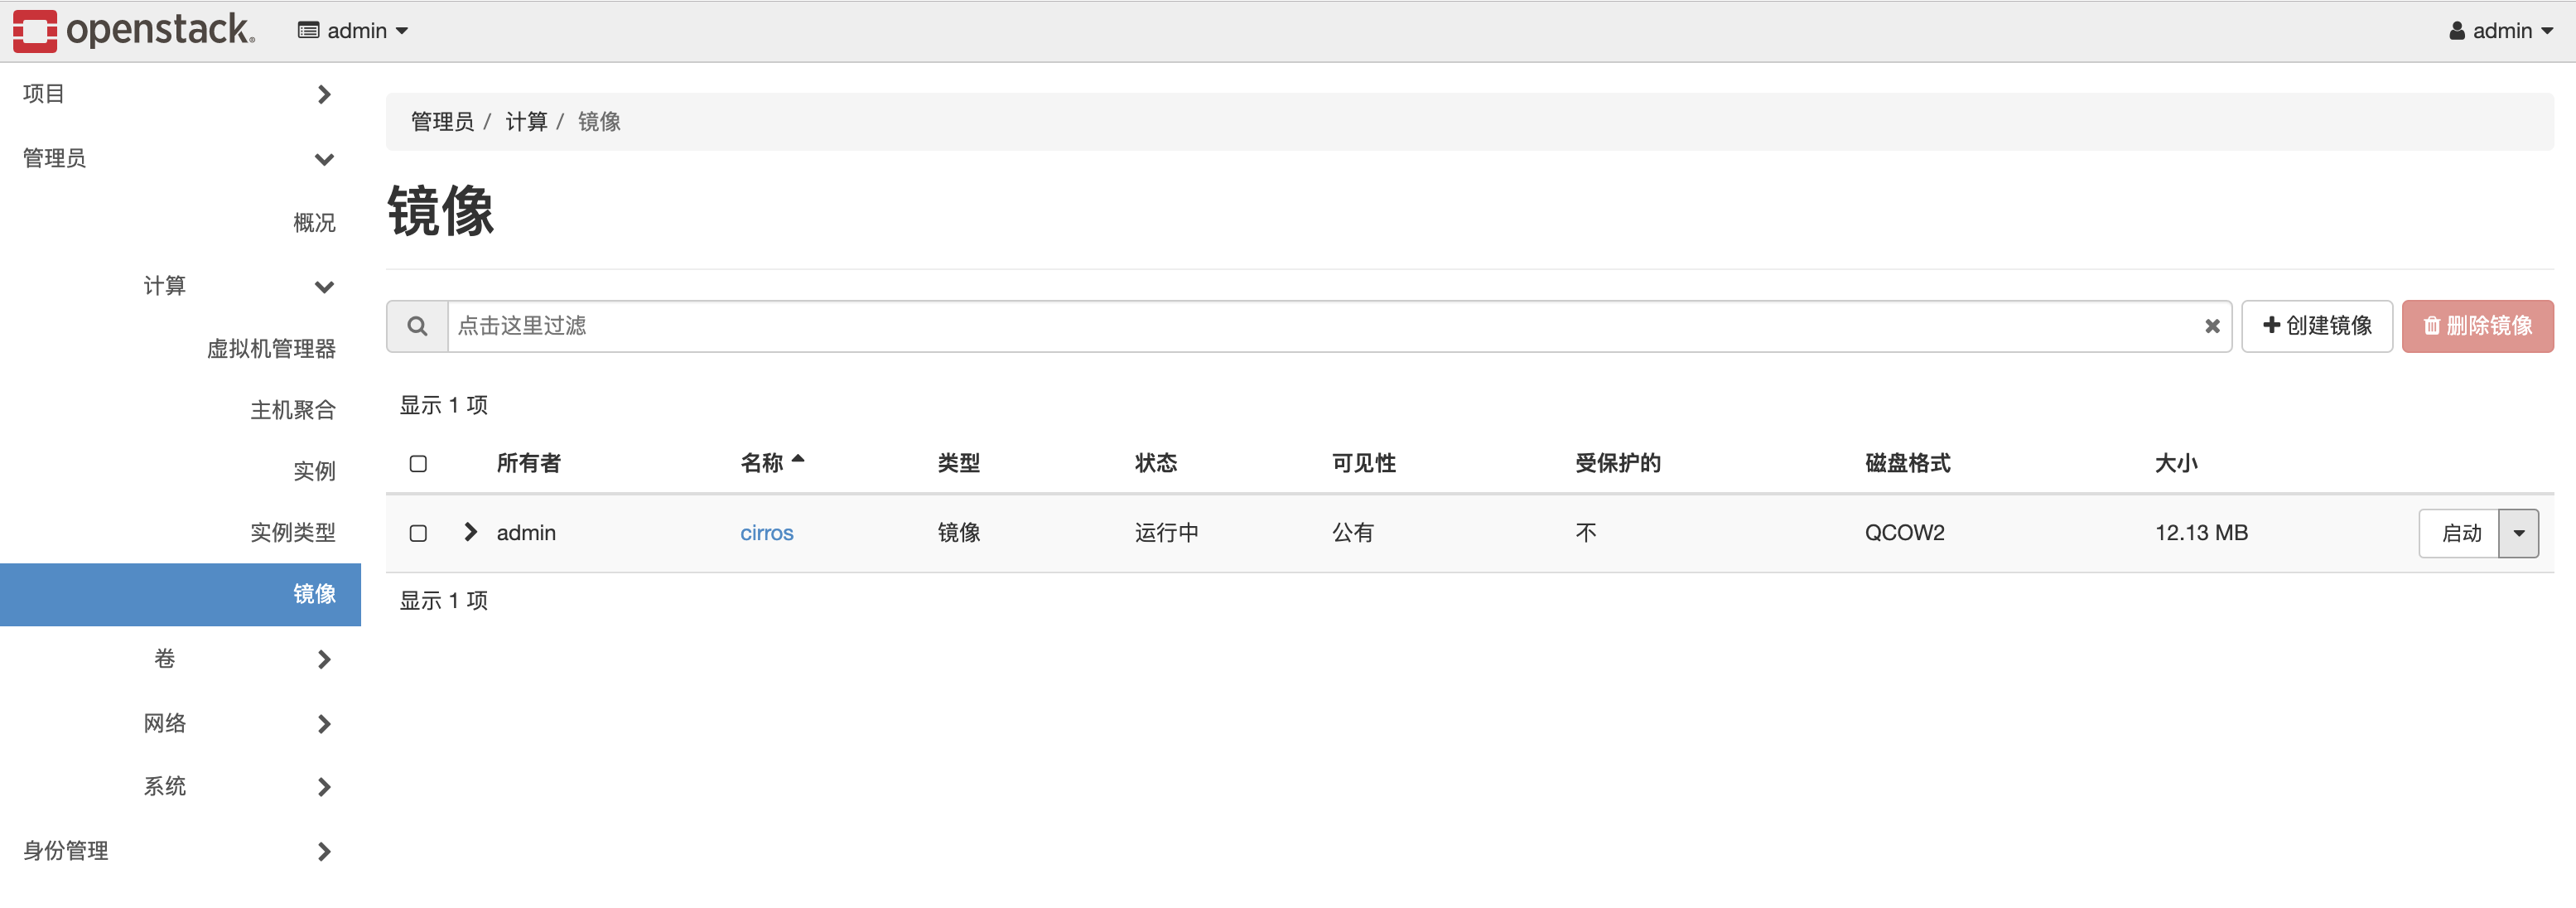 openstack. admin admin
项目
管理员
概况
计算
虚拟机管理器
主机聚合
实例
实例类型
镜像
卷
网络
系统
身份管理
管理员 / 计算 / 镜像
镜像
点击这里过滤 创建镜像 删除镜像
显示 1 项
所有者 名称 类型 状态 可见性 受保护的 磁盘格式 大小
admin cirros 镜像 运行中 公有 不 QCOW2 12.13 MB 启动
显示 1 项